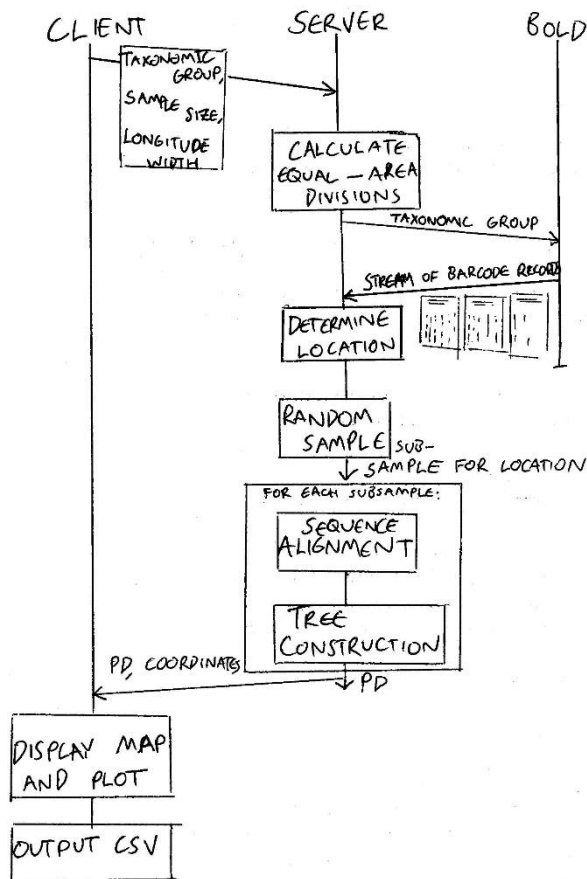 CLIENT
SERVER
BOLD
TAXONOMIC
GROUP,
SAMPLE
SIZE,
LONGITUDE
WIDTH
CALCULATE
EQUAL-AREA
DIVISIONS
TAXONOMIC GROUP
STREAM OF BARCODE RECORDS
DETERMINE
LOCATION
RANDOM
SAMPLE
SUB-
SAMPLE FOR LOCATION
FOR EACH SUBSAMPLE:
SEQUENCE
ALIGNMENT
TREE
CONSTRUCTION
PD, COORDINATES
PD
DISPLAY MAP
AND PLOT
OUTPUT CSV